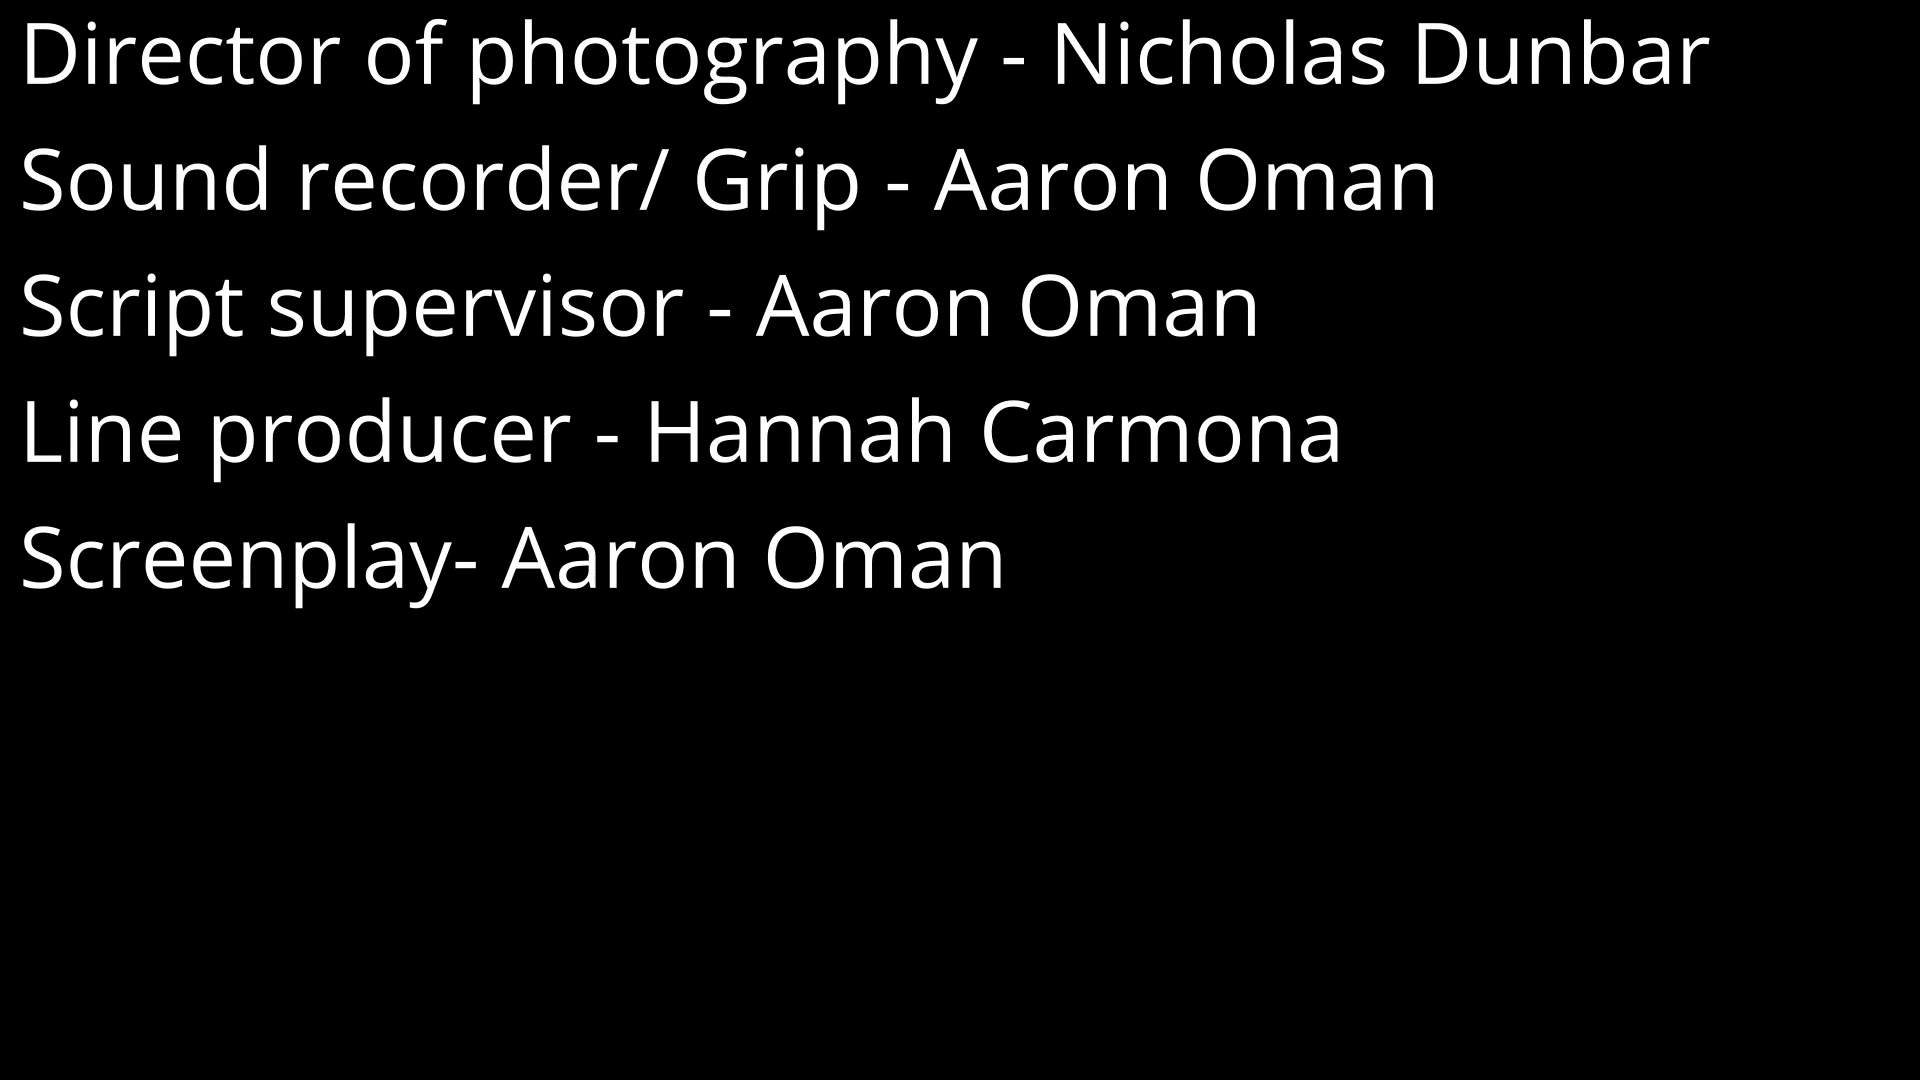 Director of photography - Nicholas Dunbar
Sound recorder/ Grip - Aaron Oman
Script supervisor - Aaron Oman
Line producer - Hannah Carmona
Screenplay- Aaron Oman